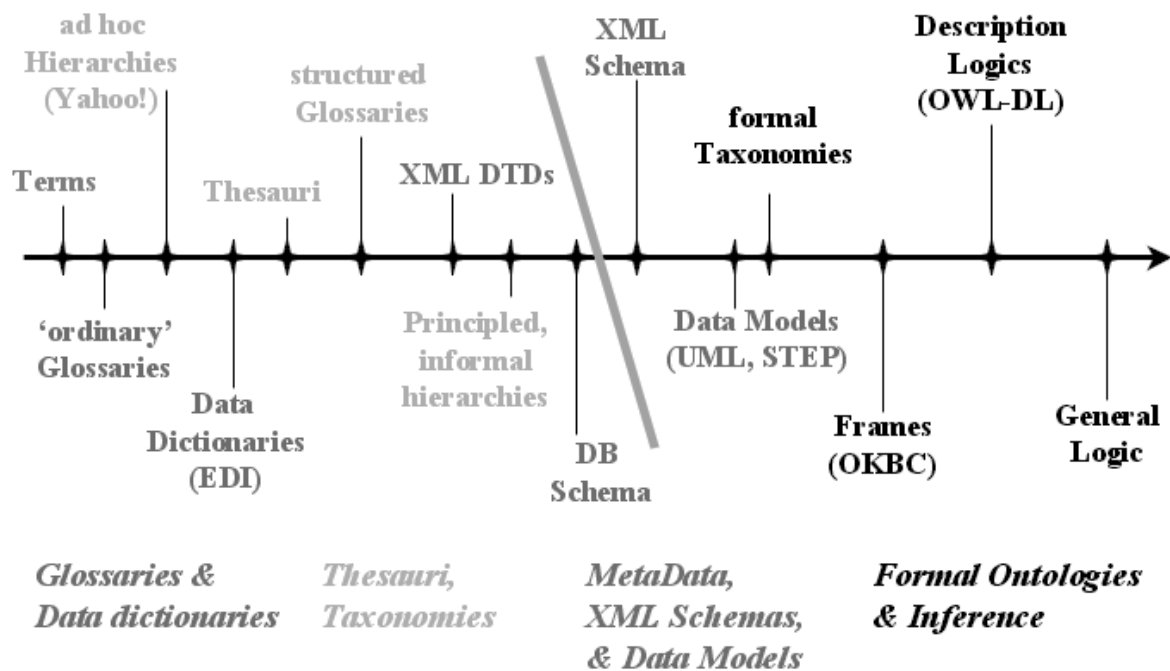 ad hoc
Hierarchies
(Yahoo!)
structured
Glossaries
XML
Schema
Description
Logics
(OWL-DL)
formal
Taxonomies
Terms
Thesauri
XML DTDs
‘ordinary’
Glossaries
Data
Dictionaries
(EDI)
Principled,
informal
hierarchies
DB
Schema
Data Models
(UML, STEP)
Frames
(OKBC)
General
Logic
Glossaries &
Data dictionaries
Thesauri,
Taxonomies
MetaData,
XML Schemas,
& Data Models
Formal Ontologies
& Inference